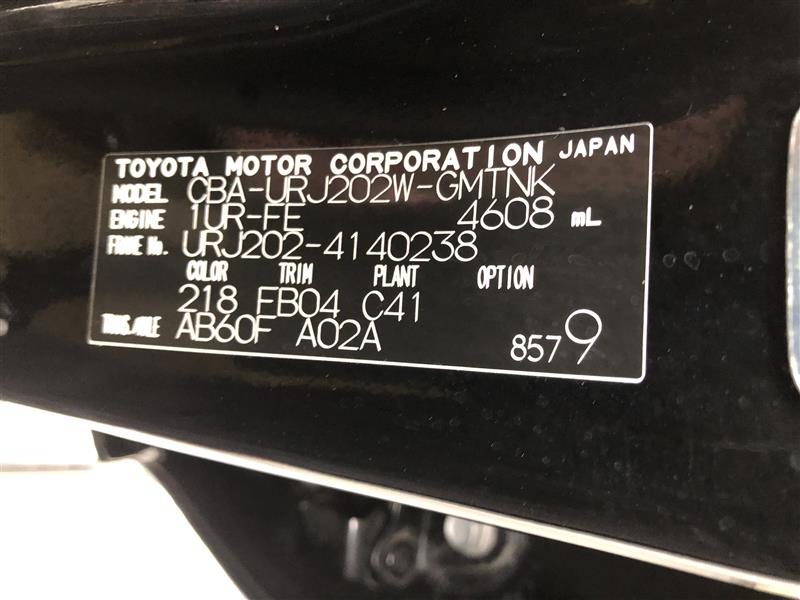 TOYOTA MOTOR CORPORATION JAPAN
MODEL CBA-URJ202W-GMTNK
ENGINE 1UR-FE 4608 mL
FRAME No. URJ202-4140238
COLOR TRIM PLANT OPTION
218 FB04 C41
TRANS./AXLE AB60F A02A
8579